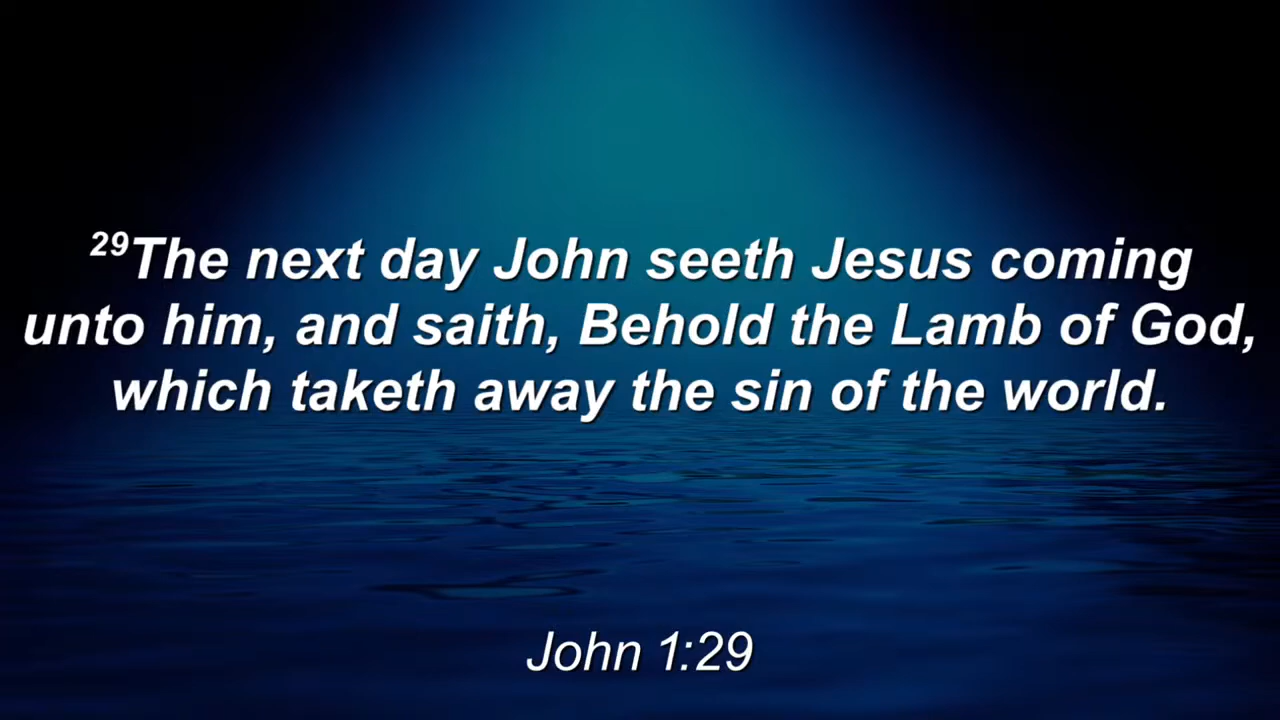 29The next day John seeth Jesus coming
unto him, and saith, Behold the Lamb of God,
which taketh away the sin of the world.
John 1:29